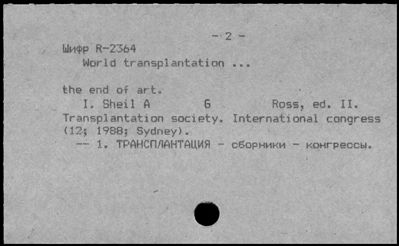 - 2 -
Шифр R-2364
World transplantation ...
the end of art.
I. Sheil A G Ross, ed. II.
Transplantation society. International congress
(12; 1988; Sydney).
-- 1. ТРАНСПЛАНТАЦИЯ - сборники - конгрессы.